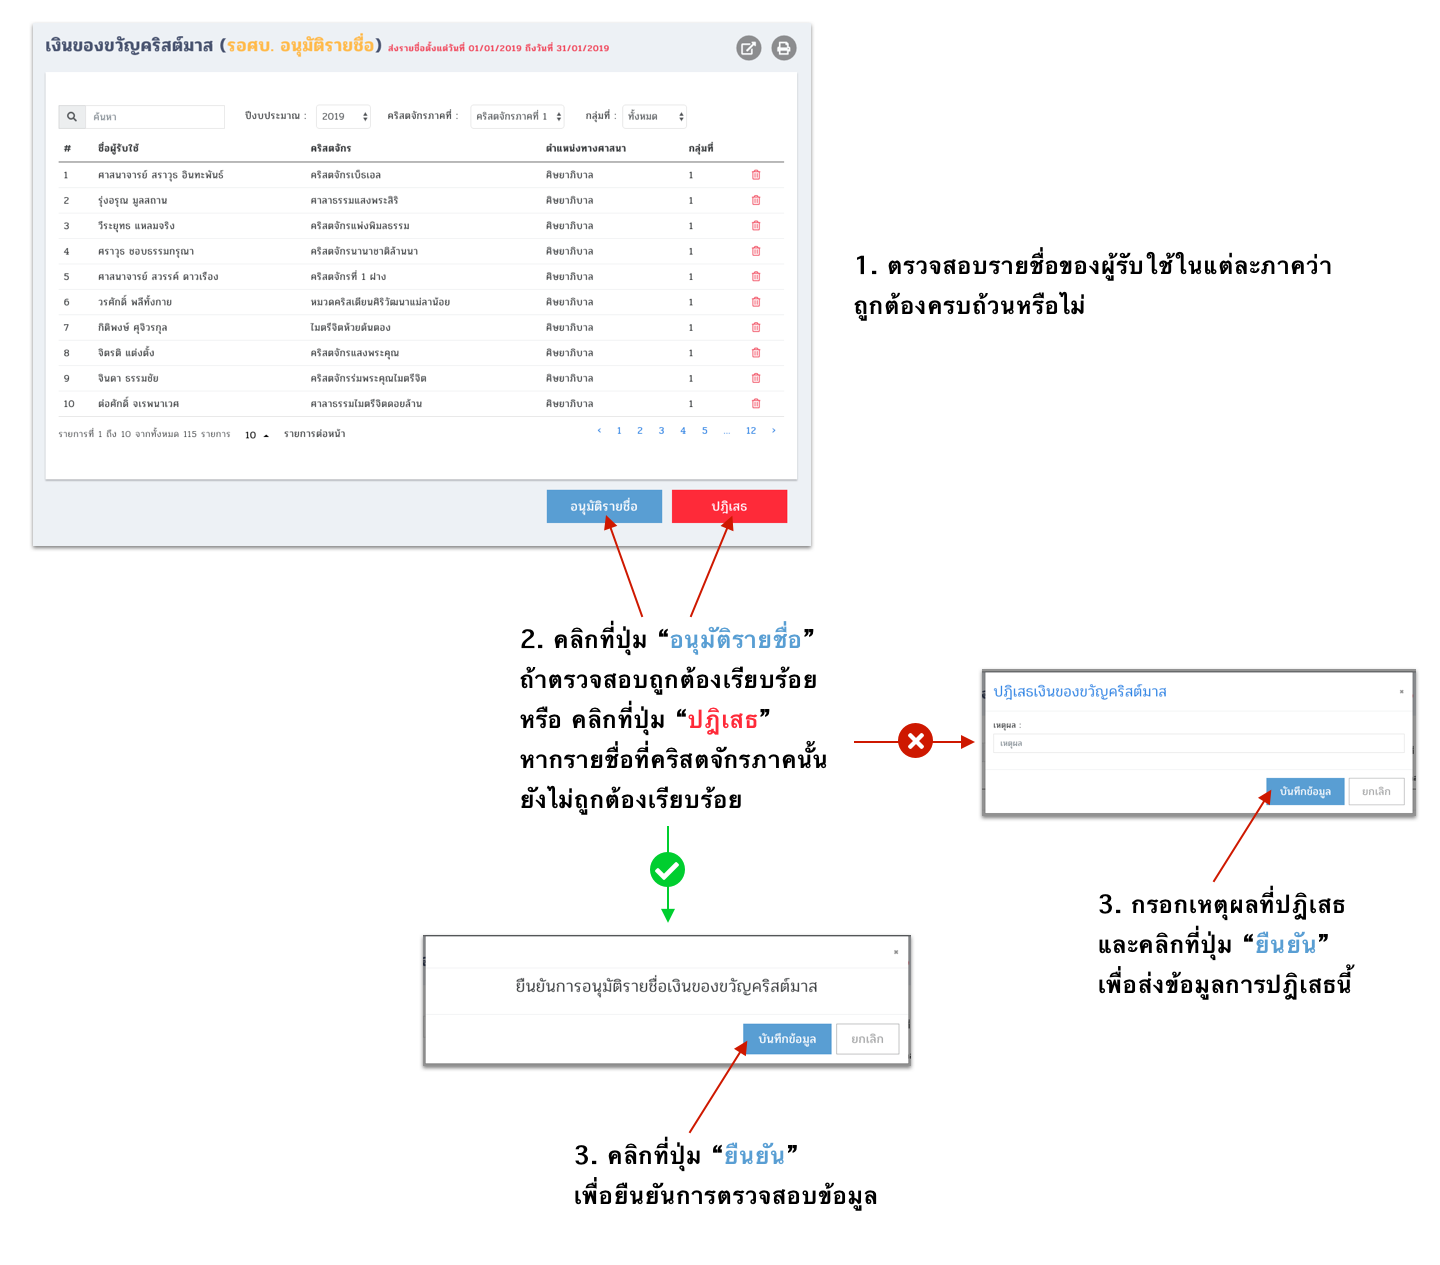 เงินของขวัญคริสต์มาส (รอศบ. อนุมัติรายชื่อ) ส่งรายชื่อตั้งแต่วันที่ 01/01/2019 ถึงวันที่ 31/01/2019
ค้นหา ปีงบประมาณ : 2019 คริสตจักรภาคที่ : คริสตจักรภาคที่ 1 กลุ่มที่ : ทั้งหมด
# ชื่อผู้รับใช้ คริสตจักร ตำแหน่งทางศาสนา กลุ่มที่
1 ศาสนาจารย์ สราวุธ อินทะพันธ์ คริสตจักรเบ็ธเอล ศิษยาภิบาล 1
2 รุ่งอรุณ มูลสถาน ศาลาธรรมแสงพระสิริ ศิษยาภิบาล 1
3 วีระยุทธ แหลมจริง คริสตจักรแห่งพิมลธรรม ศิษยาภิบาล 1
4 ศราวุธ ชอบธรรมกรุณา คริสตจักรนานาชาติล้านนา ศิษยาภิบาล 1
5 ศาสนาจารย์ สวรรค์ ดาวเรือง คริสตจักรที่ 1 ฝาง ศิษยาภิบาล 1
6 วรศักดิ์ พลีทั้งกาย หมวดคริสเตียนศิริวัฒนาแม่ลาน้อย ศิษยาภิบาล 1
7 กิติพงษ์ ศุจิวรกุล ไมตรีจิตห้วยต้นตอง ศิษยาภิบาล 1
8 จิตรติ แต่งตั้ง คริสตจักรแสงพระคุณ ศิษยาภิบาล 1
9 จินดา ธรรมชัย คริสตจักรร่มพระคุณไมตรีจิต ศิษยาภิบาล 1
10 ต่อศักดิ์ จเรพนาเวศ ศาลาธรรมไมตรีจิตดอยล้าน ศิษยาภิบาล 1
รายการที่ 1 ถึง 10 จากทั้งหมด 115 รายการ 10 รายการต่อหน้า ‹ 1 2 3 4 5 ... 12 ›
อนุมัติรายชื่อ ปฎิเสธ
1. ตรวจสอบรายชื่อของผู้รับใช้ในแต่ละภาคว่า
ถูกต้องครบถ้วนหรือไม่
2. คลิกที่ปุ่ม “อนุมัติรายชื่อ”
ถ้าตรวจสอบถูกต้องเรียบร้อย
หรือ คลิกที่ปุ่ม “ปฎิเสธ”
หากรายชื่อที่คริสตจักรภาคนั้น
ยังไม่ถูกต้องเรียบร้อย
ปฎิเสธเงินของขวัญคริสต์มาส ×
เหตุผล :
เหตุผล
บันทึกข้อมูล ยกเลิก
3. กรอกเหตุผลที่ปฎิเสธ
และคลิกที่ปุ่ม “ยืนยัน”
เพื่อส่งข้อมูลการปฎิเสธนี้
×
ยืนยันการอนุมัติรายชื่อเงินของขวัญคริสต์มาส
บันทึกข้อมูล ยกเลิก
3. คลิกที่ปุ่ม “ยืนยัน”
เพื่อยืนยันการตรวจสอบข้อมูล